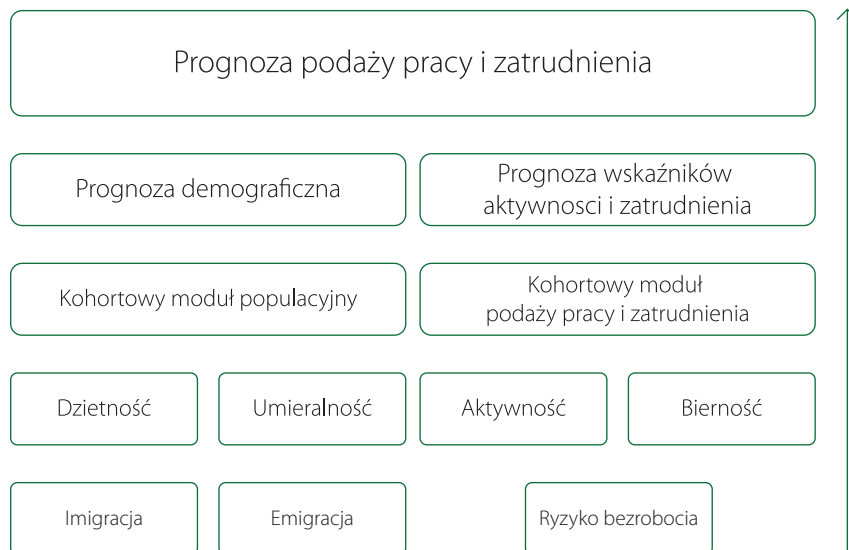 Prognoza podaży pracy i zatrudnienia
Prognoza demograficzna
Prognoza wskaźników
aktywnosci i zatrudnienia
Kohortowy moduł populacyjny
Kohortowy moduł
podaży pracy i zatrudnienia
Dzietność
Umieralność
Aktywność
Bierność
Imigracja
Emigracja
Ryzyko bezrobocia